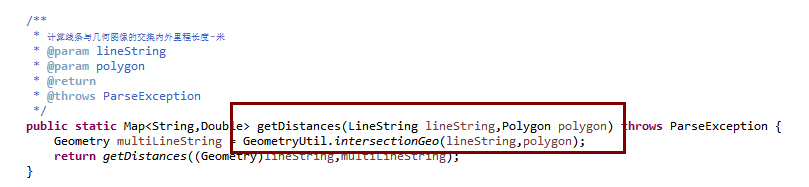 /**
* 计算线条与几何图像的交集内外里程长度-米
* @param lineString
* @param polygon
* @return
* @throws ParseException
*/
public static Map<String,Double> getDistances(LineString lineString,Polygon polygon) throws ParseException {
Geometry multiLineString = GeometryUtil.intersectionGeo(lineString,polygon);
return getDistances((Geometry)lineString,multiLineString);
}